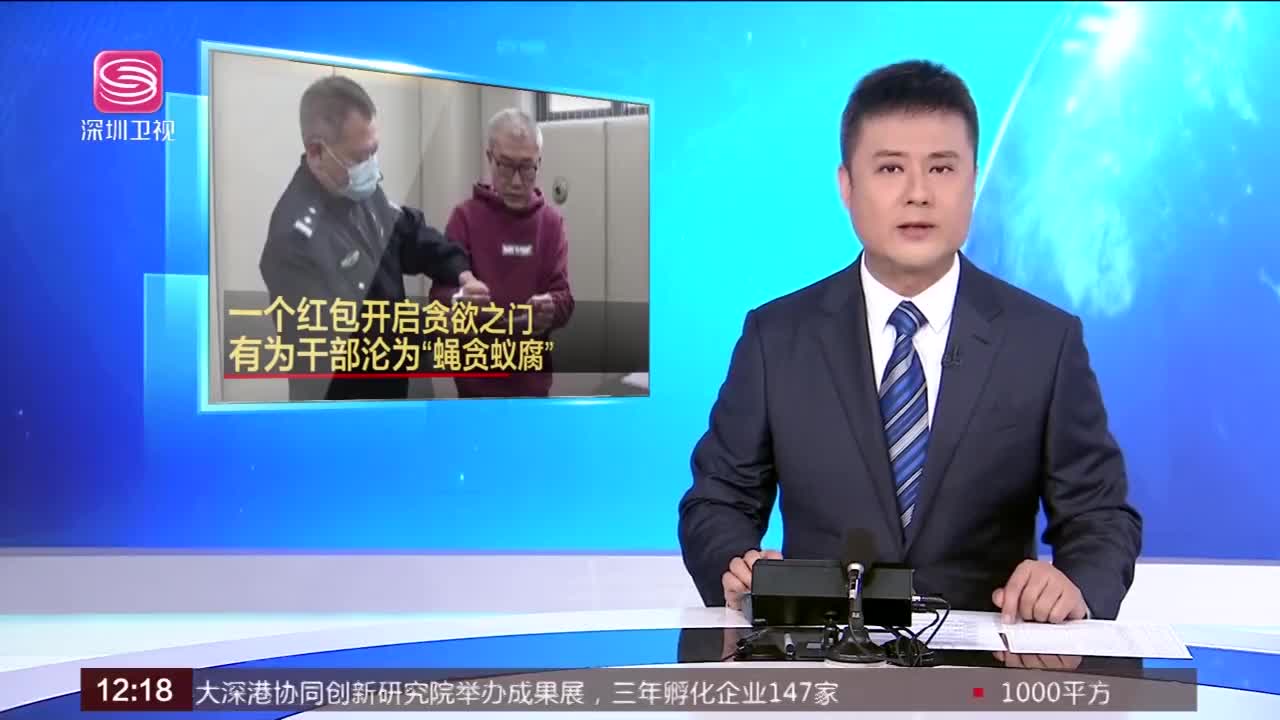 深圳卫视
一个红包开启贪欲之门
有为干部沦为“蝇贪蚁腐”
12:18 大深港协同创新研究院举办成果展，三年孵化企业147家 ■ 1000平方